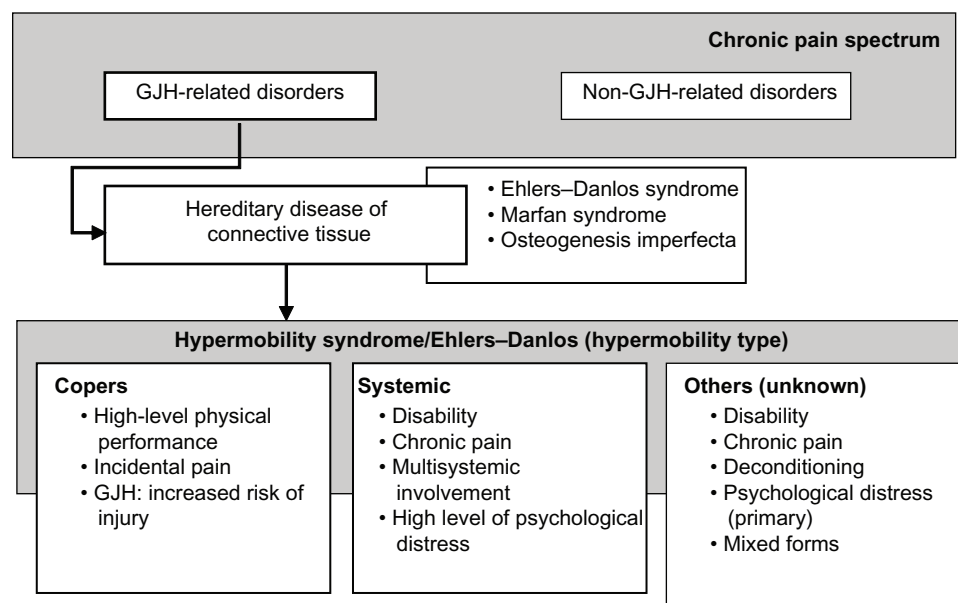 Chronic pain spectrum
GJH-related disorders
Non-GJH-related disorders
Hereditary disease of
connective tissue
• Ehlers–Danlos syndrome
• Marfan syndrome
• Osteogenesis imperfecta
Hypermobility syndrome/Ehlers–Danlos (hypermobility type)
Copers
• High-level physical
performance
• Incidental pain
• GJH: increased risk of
injury
Systemic
• Disability
• Chronic pain
• Multisystemic
involvement
• High level of psychological
distress
Others (unknown)
• Disability
• Chronic pain
• Deconditioning
• Psychological distress
(primary)
• Mixed forms